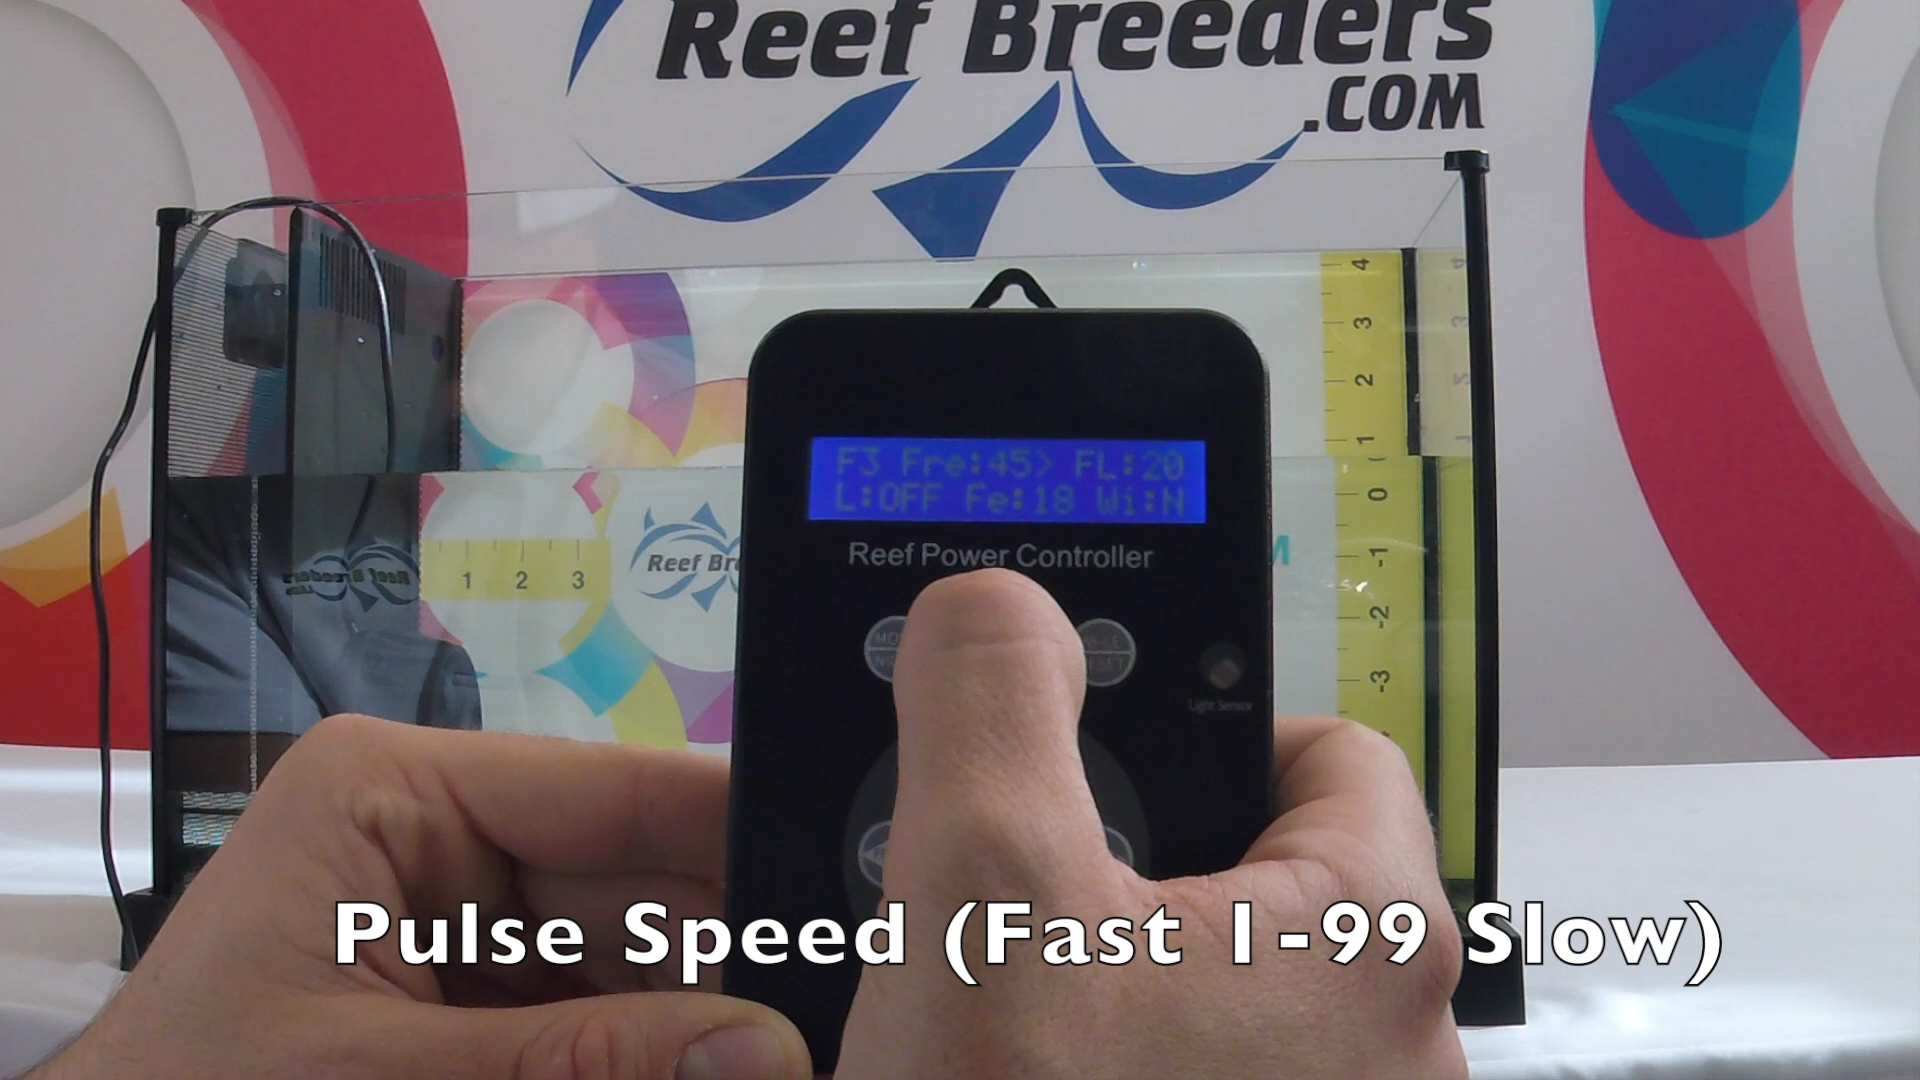 Reef Breeders
.COM
4
3
2
1
0
-1
-2
-3
F3 Fre:45> FL:20
L:OFF Fe:18 Wi:N
Reef Power Controller
1 2 3
Reef Bre
Light Sensor
Pulse Speed (Fast 1-99 Slow)